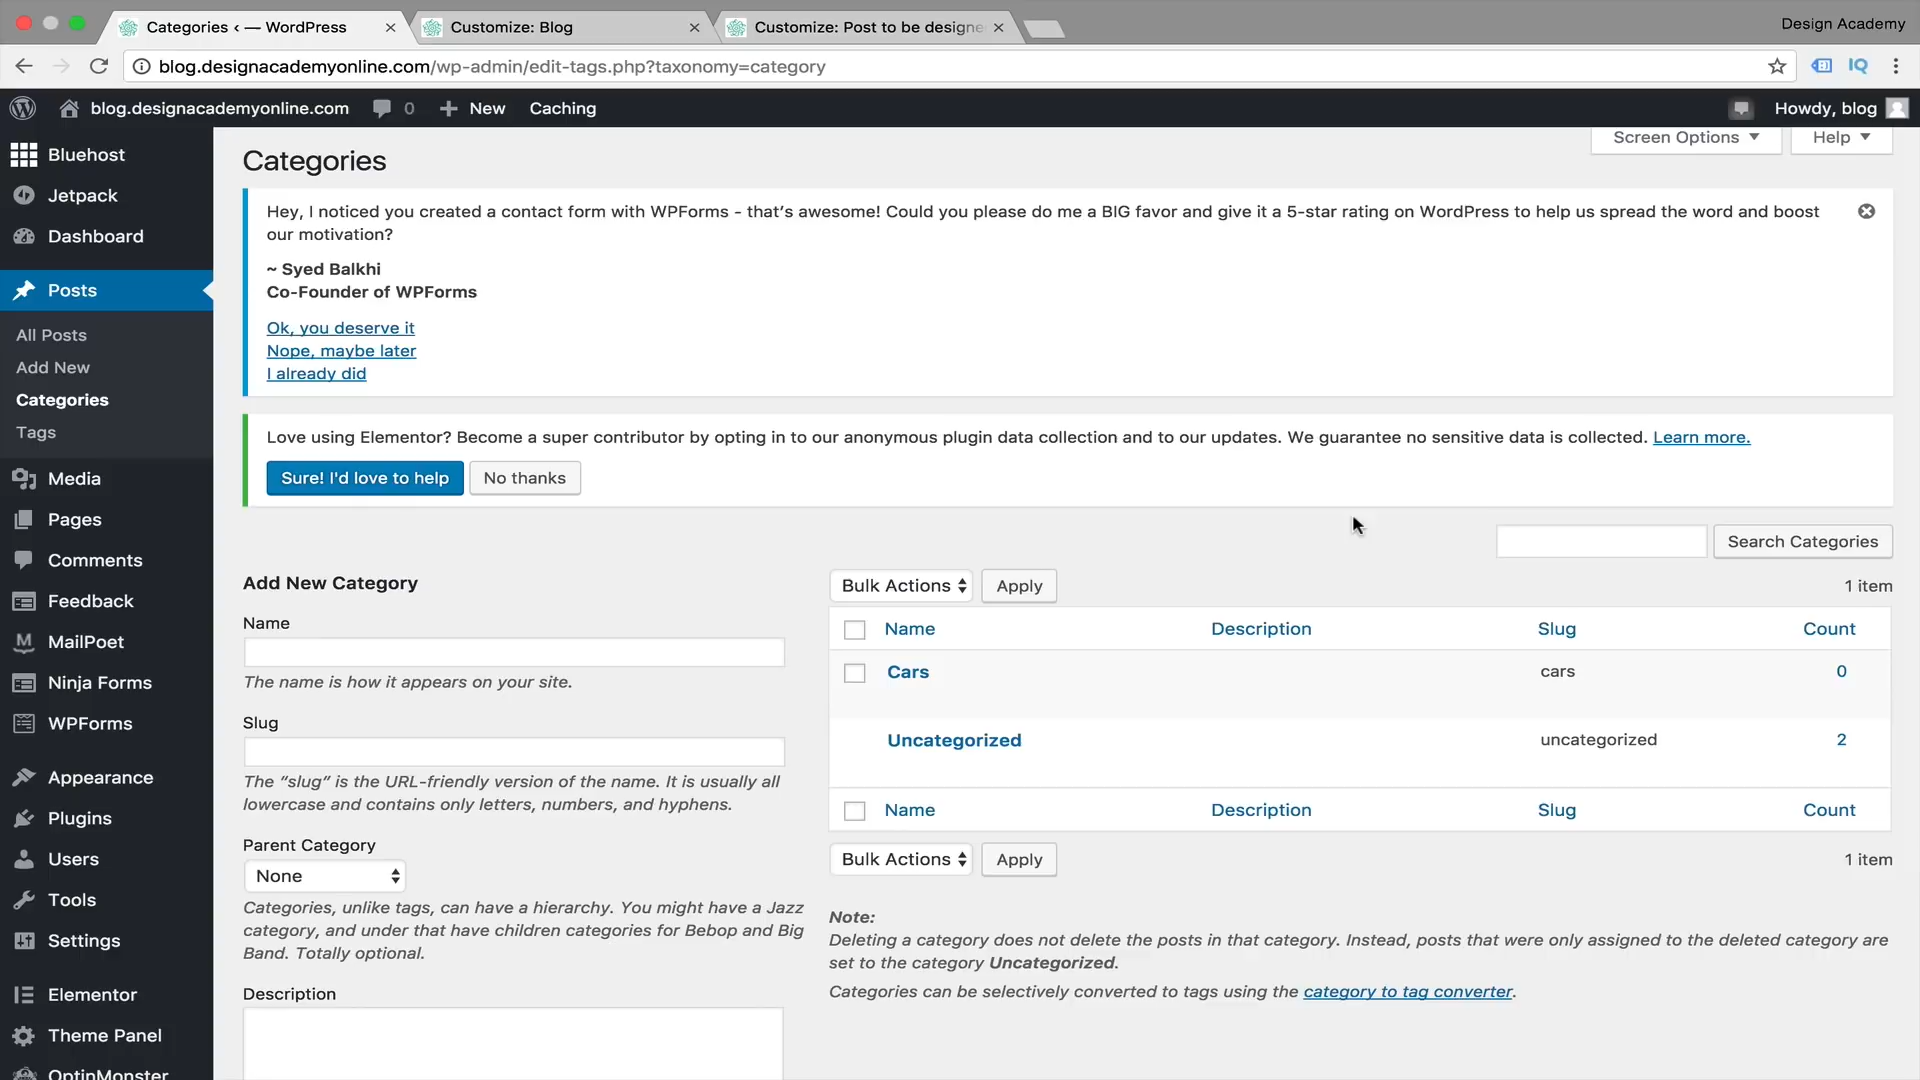 Categories ‹ — WordPress
Customize: Blog
Customize: Post to be designe
Design Academy
blog.designacademyonline.com/wp-admin/edit-tags.php?taxonomy=category
IQ
blog.designacademyonline.com
0
New
Caching
Howdy, blog
Bluehost
Jetpack
Dashboard
Posts
All Posts
Add New
Categories
Tags
Media
Pages
Comments
Feedback
MailPoet
Ninja Forms
WPForms
Appearance
Plugins
Users
Tools
Settings
Elementor
Theme Panel
OptinMonster
Screen Options
Help
Categories
Hey, I noticed you created a contact form with WPForms - that’s awesome! Could you please do me a BIG favor and give it a 5-star rating on WordPress to help us spread the word and boost
our motivation?
~ Syed Balkhi
Co-Founder of WPForms
Ok, you deserve it
Nope, maybe later
I already did
Love using Elementor? Become a super contributor by opting in to our anonymous plugin data collection and to our updates. We guarantee no sensitive data is collected. Learn more.
Sure! I'd love to help
No thanks
Search Categories
Add New Category
Name
The name is how it appears on your site.
Slug
The “slug” is the URL-friendly version of the name. It is usually all
lowercase and contains only letters, numbers, and hyphens.
Parent Category
None
Categories, unlike tags, can have a hierarchy. You might have a Jazz
category, and under that have children categories for Bebop and Big
Band. Totally optional.
Description
Bulk Actions
Apply
1 item
Name Description Slug Count
Cars cars 0
Uncategorized uncategorized 2
Name Description Slug Count
Bulk Actions
Apply
1 item
Note:
Deleting a category does not delete the posts in that category. Instead, posts that were only assigned to the deleted category are
set to the category Uncategorized.
Categories can be selectively converted to tags using the category to tag converter.